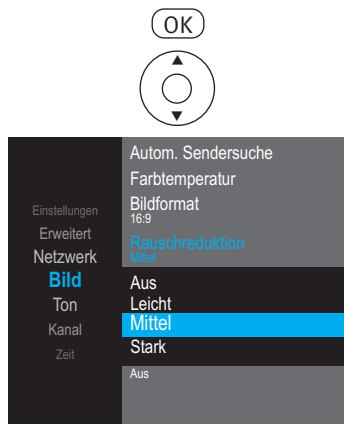 OK
Einstellungen
Erweitert
Netzwerk
Bild
Ton
Kanal
Zeit
Autom. Sendersuche
Farbtemperatur
Bildformat
16:9
Rauschreduktion
Mittel
Aus
Leicht
Mittel
Stark
Aus